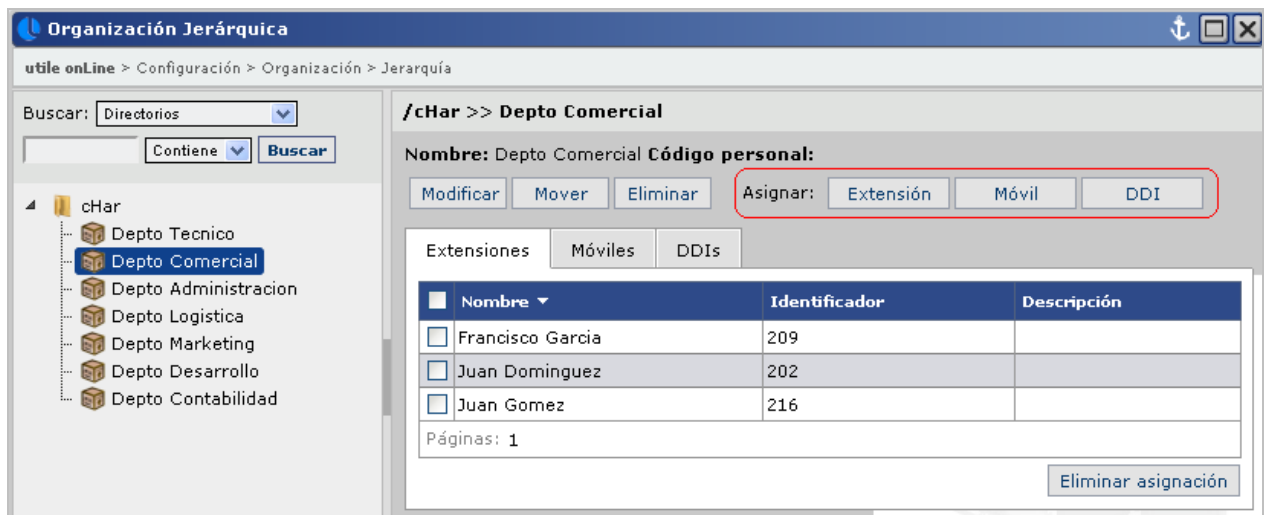 Organización Jerárquica
utile onLine > Configuración > Organización > Jerarquía
Buscar: Directorios
Contiene Buscar
cHar
Depto Tecnico
Depto Comercial
Depto Administracion
Depto Logistica
Depto Marketing
Depto Desarrollo
Depto Contabilidad
/cHar >> Depto Comercial
Nombre: Depto Comercial Código personal:
Modificar Mover Eliminar Asignar: Extensión Móvil DDI
Extensiones Móviles DDIs
Nombre Identificador Descripción
Francisco Garcia 209
Juan Dominguez 202
Juan Gomez 216
Páginas: 1
Eliminar asignación